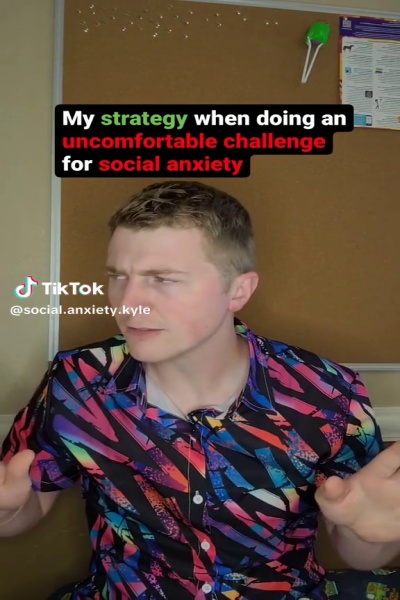 My strategy when doing an
uncomfortable challenge
for social anxiety
TikTok
@social.anxiety.kyle